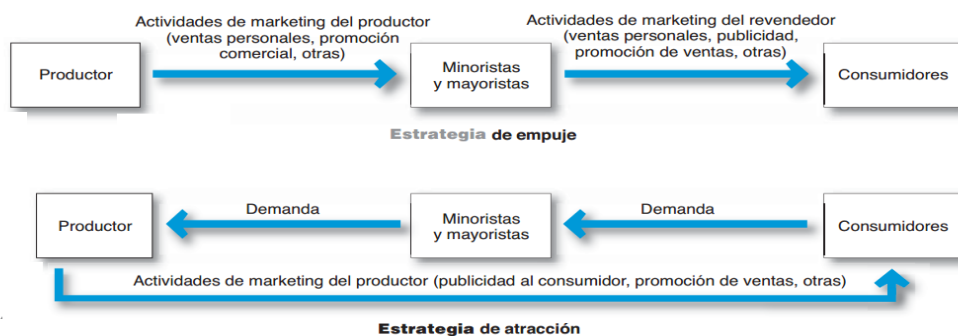 Actividades de marketing del productor
(ventas personales, promoción
comercial, otras)
Actividades de marketing del revendedor
(ventas personales, publicidad,
promoción de ventas, otras)
Productor
Minoristas
y mayoristas
Consumidores
Estrategia de empuje
Productor
Demanda
Minoristas
y mayoristas
Demanda
Consumidores
Actividades de marketing del productor (publicidad al consumidor, promoción de ventas, otras)
Estrategia de atracción